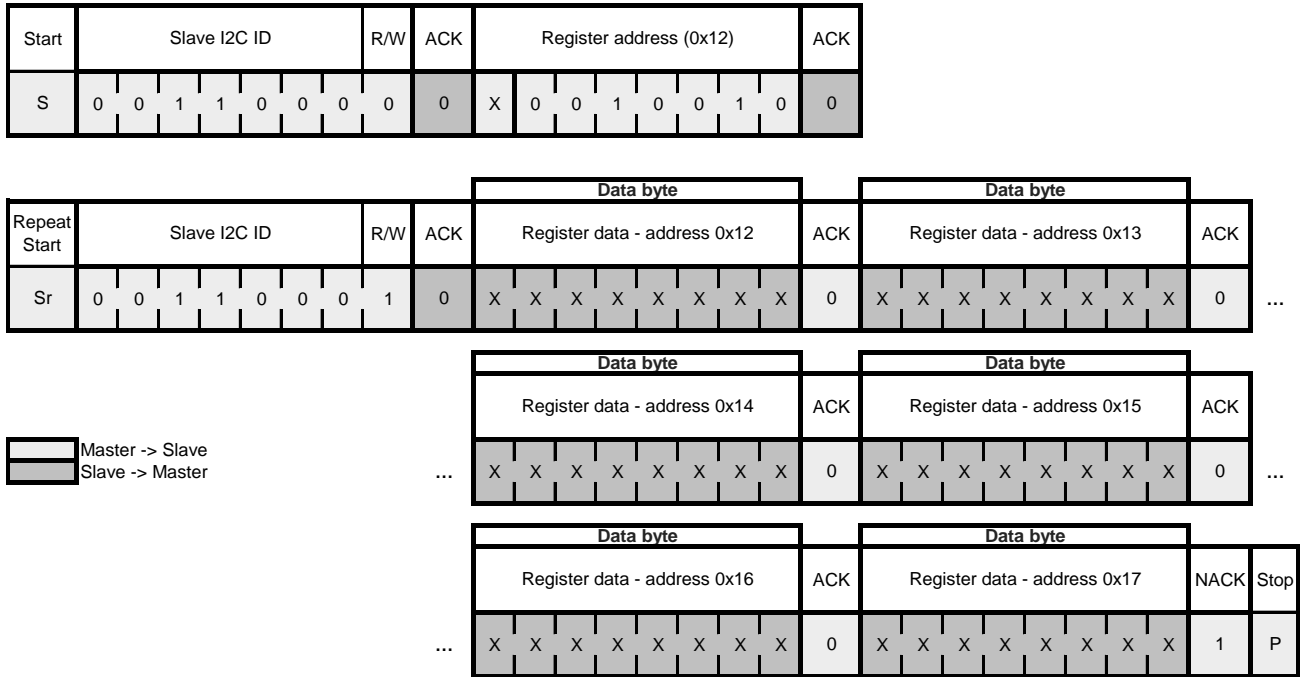 Start Slave I2C ID R/W ACK Register address (0x12) ACK
S 0 0 1 1 0 0 0 0 0 X 0 0 1 0 0 1 0 0
Data byte Data byte
Repeat Start Slave I2C ID R/W ACK Register data - address 0x12 ACK Register data - address 0x13 ACK
Sr 0 0 1 1 0 0 0 1 0 X X X X X X X X 0 X X X X X X X X 0 ...
Data byte Data byte
Register data - address 0x14 ACK Register data - address 0x15 ACK
Master -> Slave
Slave -> Master ... X X X X X X X X 0 X X X X X X X X 0 ...
Data byte Data byte
Register data - address 0x16 ACK Register data - address 0x17 NACK Stop
... X X X X X X X X 0 X X X X X X X X 1 P